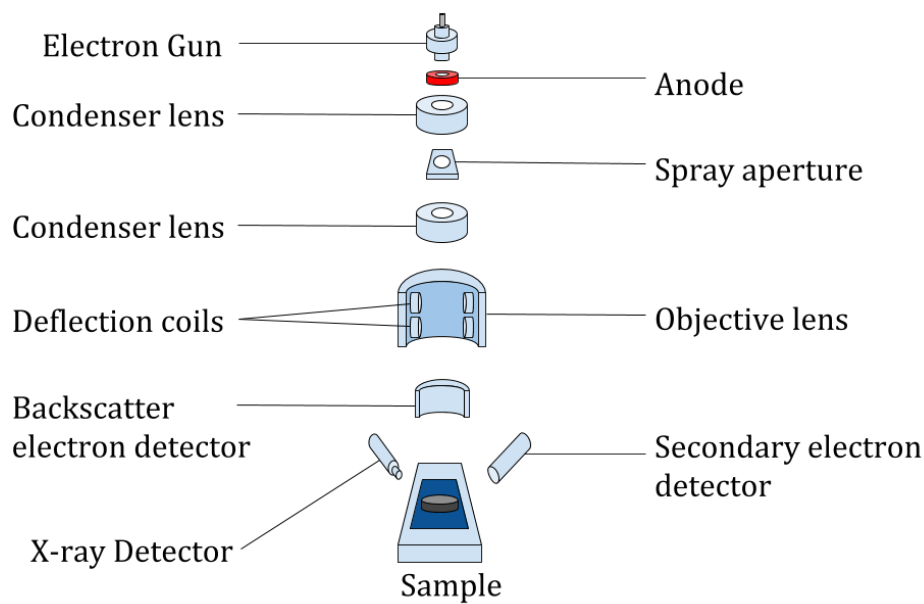 Electron Gun
Anode
Condenser lens
Spray aperture
Condenser lens
Deflection coils
Objective lens
Backscatter
electron detector
Secondary electron
detector
X-ray Detector
Sample